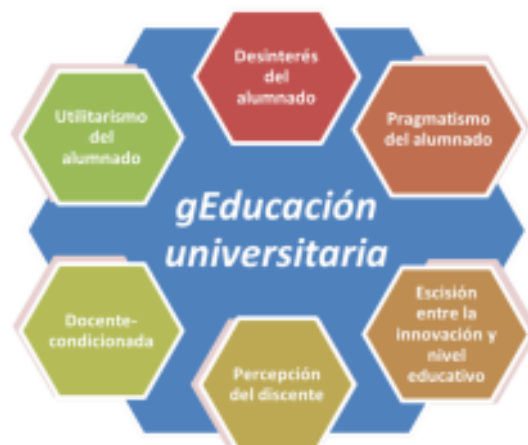 Desinterés
del
alumnado
Utilitarismo
del
alumnado
Pragmatismo
del alumnado
gEducación
universitaria
Docente-
condicionada
Escisión
entre la
innovación y
nivel
educativo
Percepción
del discente